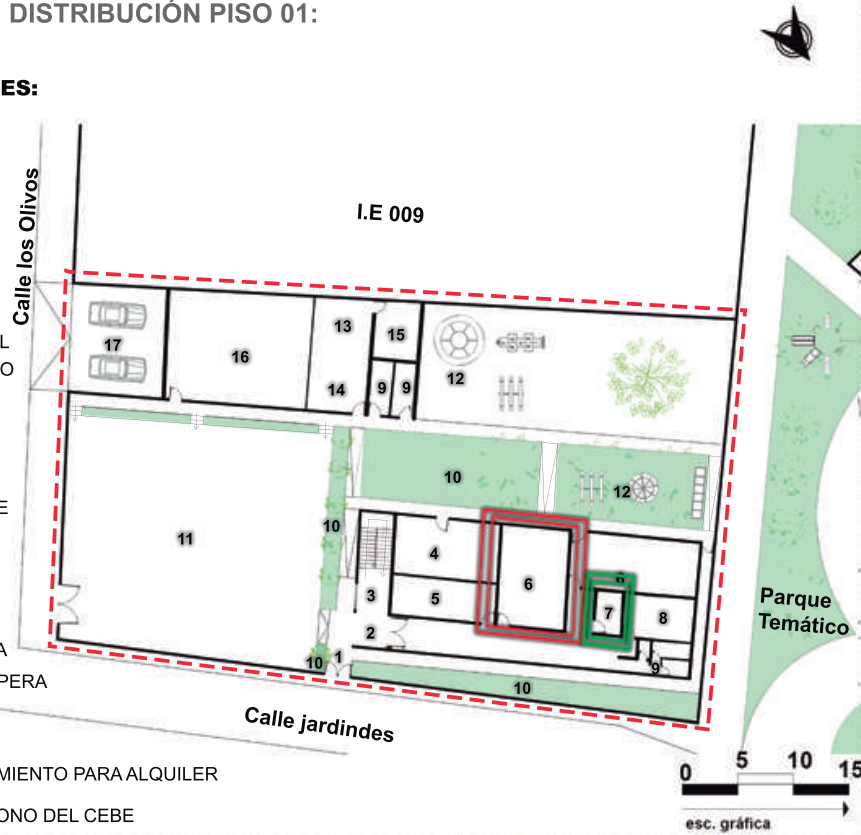 DISTRIBUCIÓN PISO 01:
ES:
Calle los Olivos
I.E 009
L
O
E
A
PERA
MIENTO PARA ALQUILER
ONO DEL CEBE
17
16
13
14
15
9
9
12
10
12
11
10
4
5
3
2
6
7
8
9
10
1
10
Parque
Temático
Calle jardindes
0 5 10 15
esc. gráfica